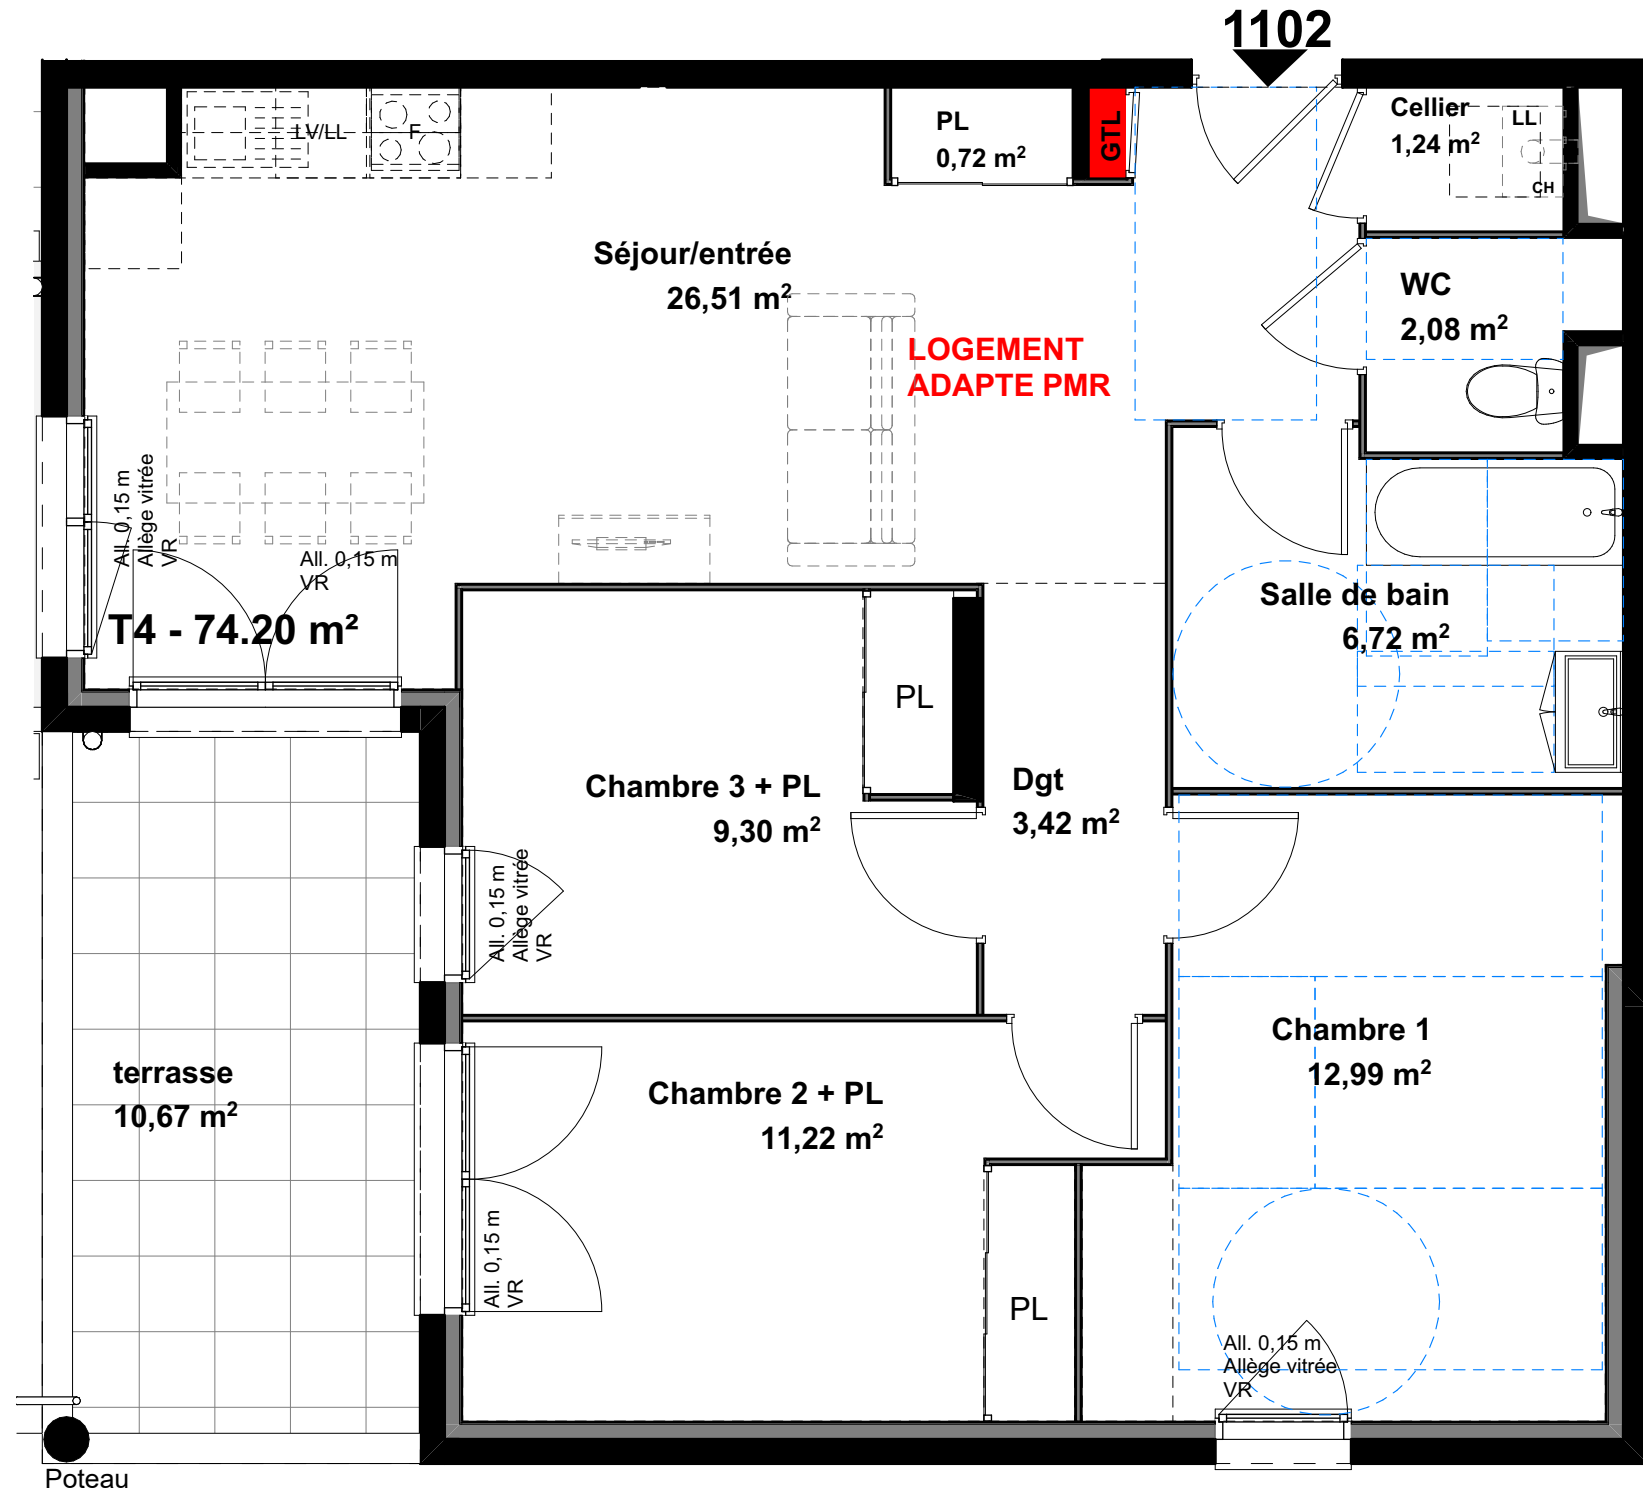 1102
Cellier
1,24 m²
LL
CH
PL
0,72 m²
GTL
LV/LL
F
Séjour/entrée
26,51 m²
WC
2,08 m²
LOGEMENT
ADAPTE PMR
All. 0,15 m
Allège vitrée
VR
All. 0,15 m
VR
T4 - 74.20 m²
Salle de bain
6,72 m²
PL
Chambre 3 + PL
9,30 m²
Dgt
3,42 m²
All. 0,15 m
Allège vitrée
VR
Chambre 1
12,99 m²
terrasse
10,67 m²
Chambre 2 + PL
11,22 m²
All. 0,15 m
VR
PL
All. 0,15 m
Allège vitrée
VR
Poteau